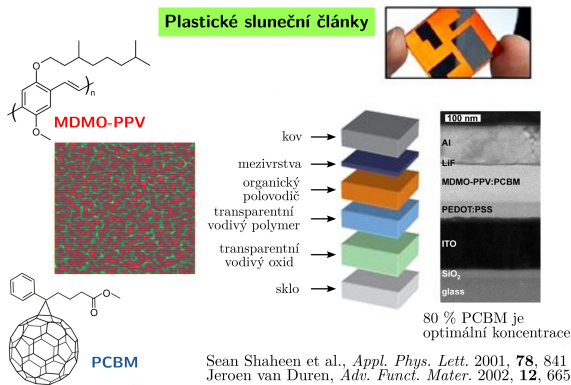 Plastické sluneční články
O
n
O
MDMO-PPV
kov
mezivrstva
organický
polovodič
transparentní
vodivý polymer
transparentní
vodivý oxid
sklo
100 nm
Al
LiF
MDMO-PPV:PCBM
PEDOT:PSS
ITO
SiO₂
glass
O
O
PCBM
80 % PCBM je
optimální koncentrace
Sean Shaheen et al., Appl. Phys. Lett. 2001, 78, 841
Jeroen van Duren, Adv. Funct. Mater. 2002, 12, 665